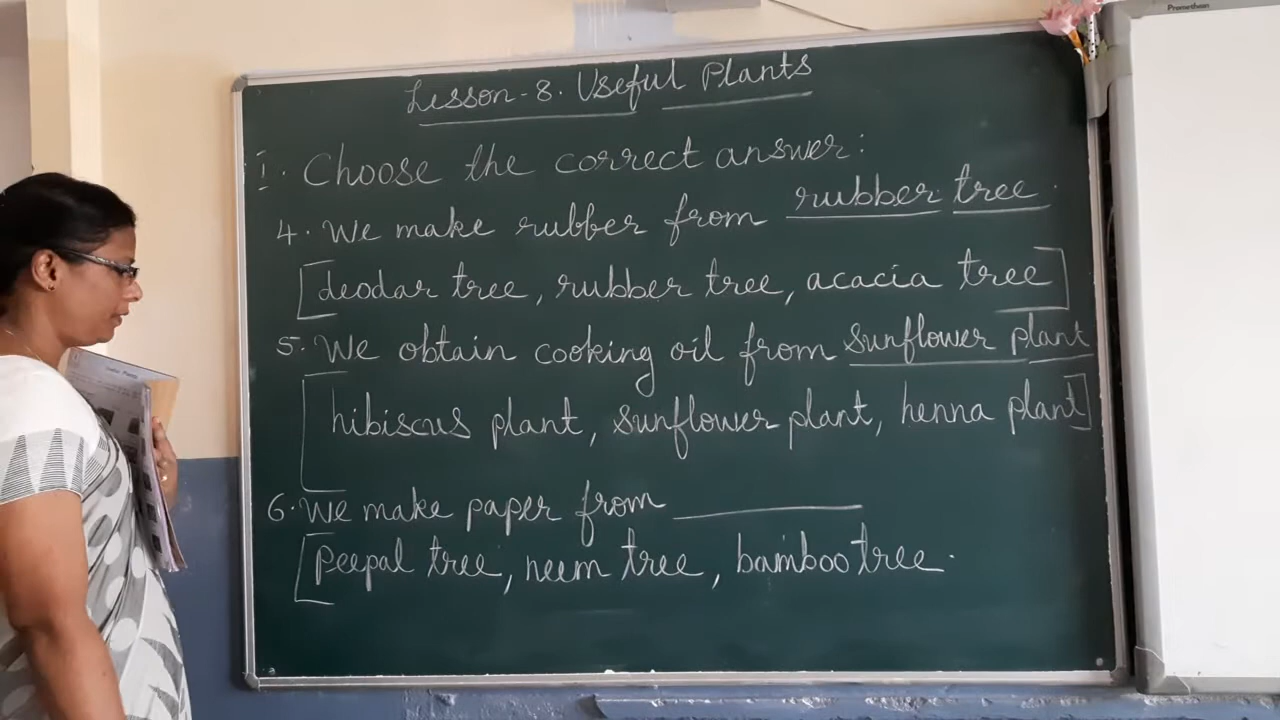 Promethean
Lesson-8. Useful Plants
I. Choose the correct answer:
4. We make rubber from rubber tree.
[deodar tree, rubber tree, acacia tree]
5. We obtain cooking oil from sunflower plant
[hibiscus plant, sunflower plant, henna plant]
6. We make paper from ________
[Peepal tree, neem tree, bamboo tree.